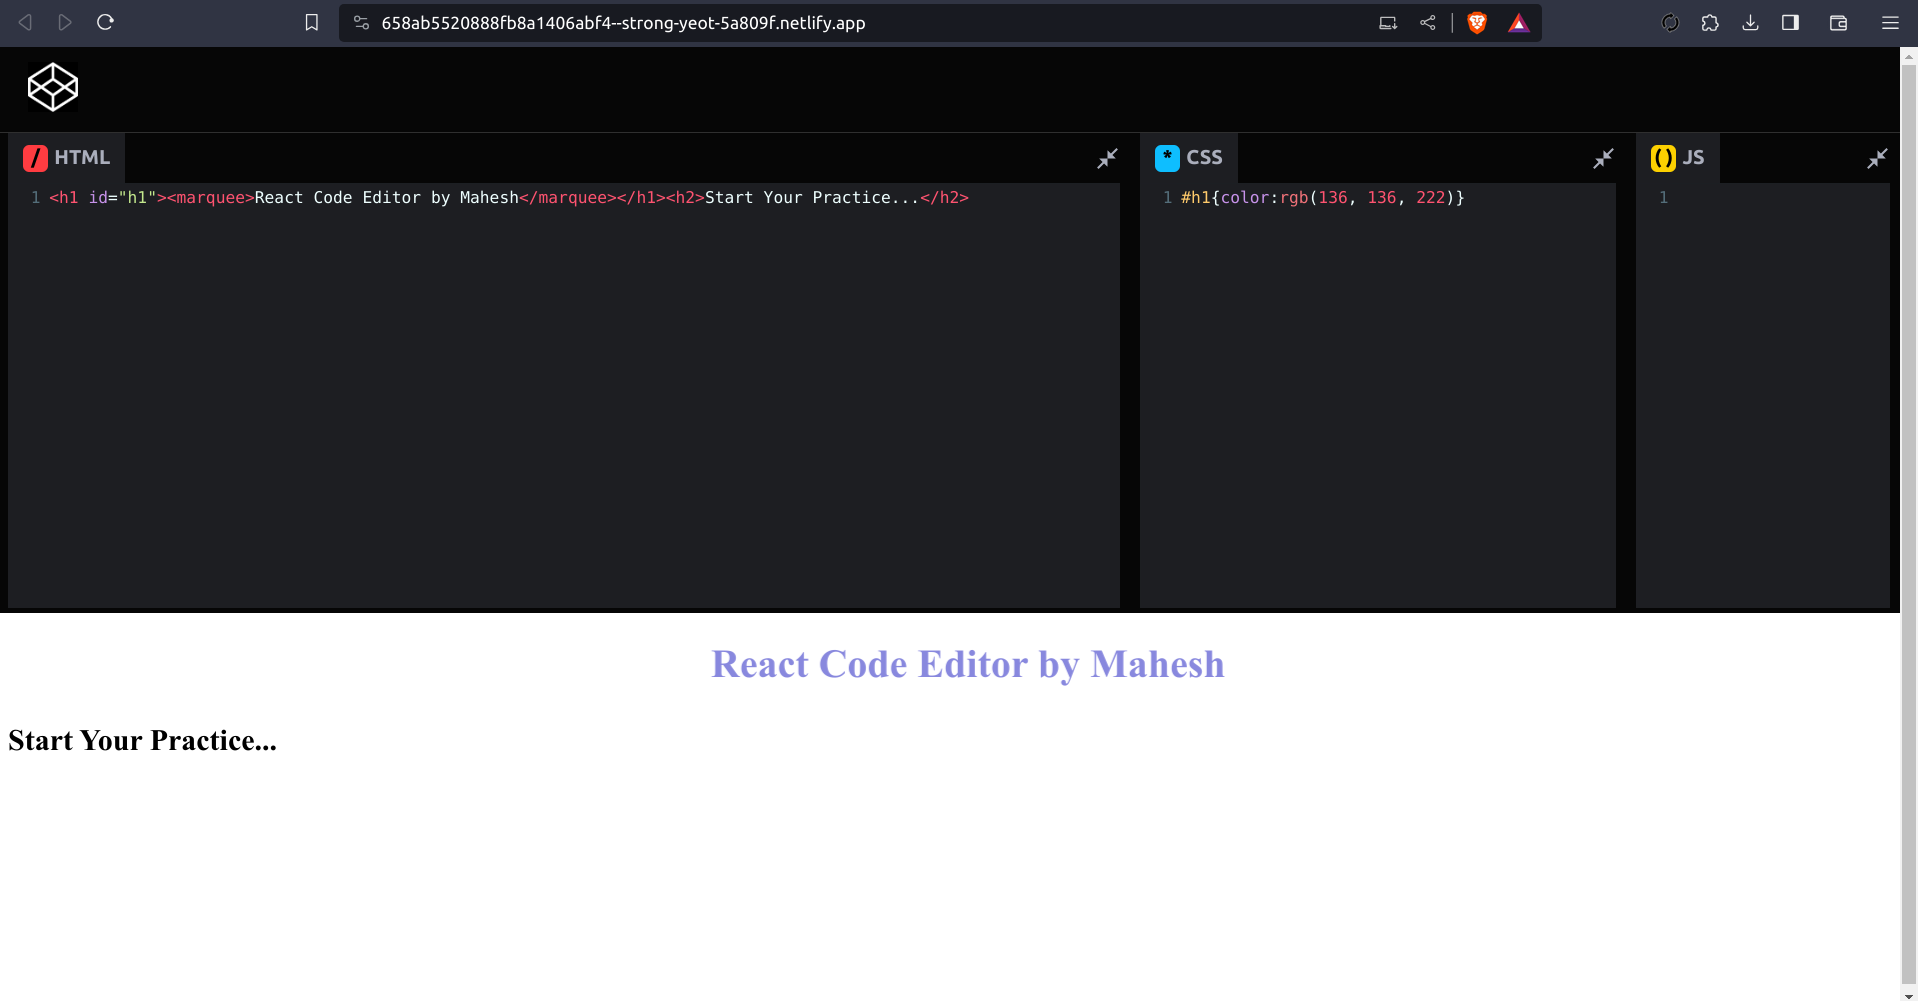 658ab5520888fb8a1406abf4--strong-yeot-5a809f.netlify.app
/ HTML
* CSS
() JS
1 <h1 id="h1"><marquee>React Code Editor by Mahesh</marquee></h1><h2>Start Your Practice...</h2>
1 #h1{color:rgb(136, 136, 222)}
1
React Code Editor by Mahesh
Start Your Practice...